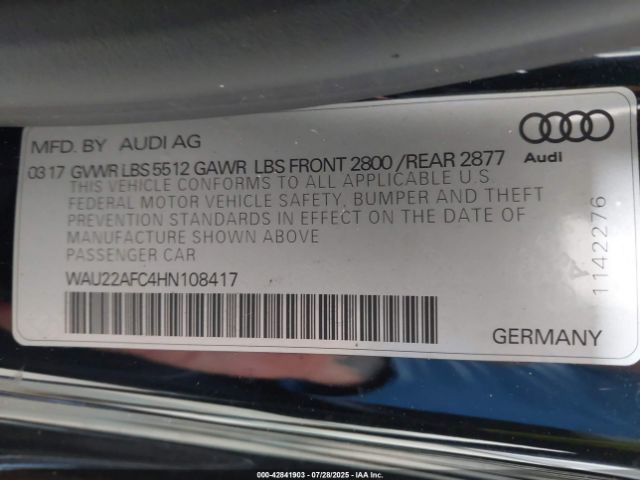 MFD. BY AUDI AG
03 17 GVWR LBS 5512 GAWR LBS FRONT 2800 / REAR 2877
THIS VEHICLE CONFORMS TO ALL APPLICABLE U.S.
FEDERAL MOTOR VEHICLE SAFETY, BUMPER AND THEFT
PREVENTION STANDARDS IN EFFECT ON THE DATE OF
MANUFACTURE SHOWN ABOVE
PASSENGER CAR
WAU22AFC4HN108417
Audi
1142276
GERMANY
000-42841903 | 07/28/2025 - IAA Inc.